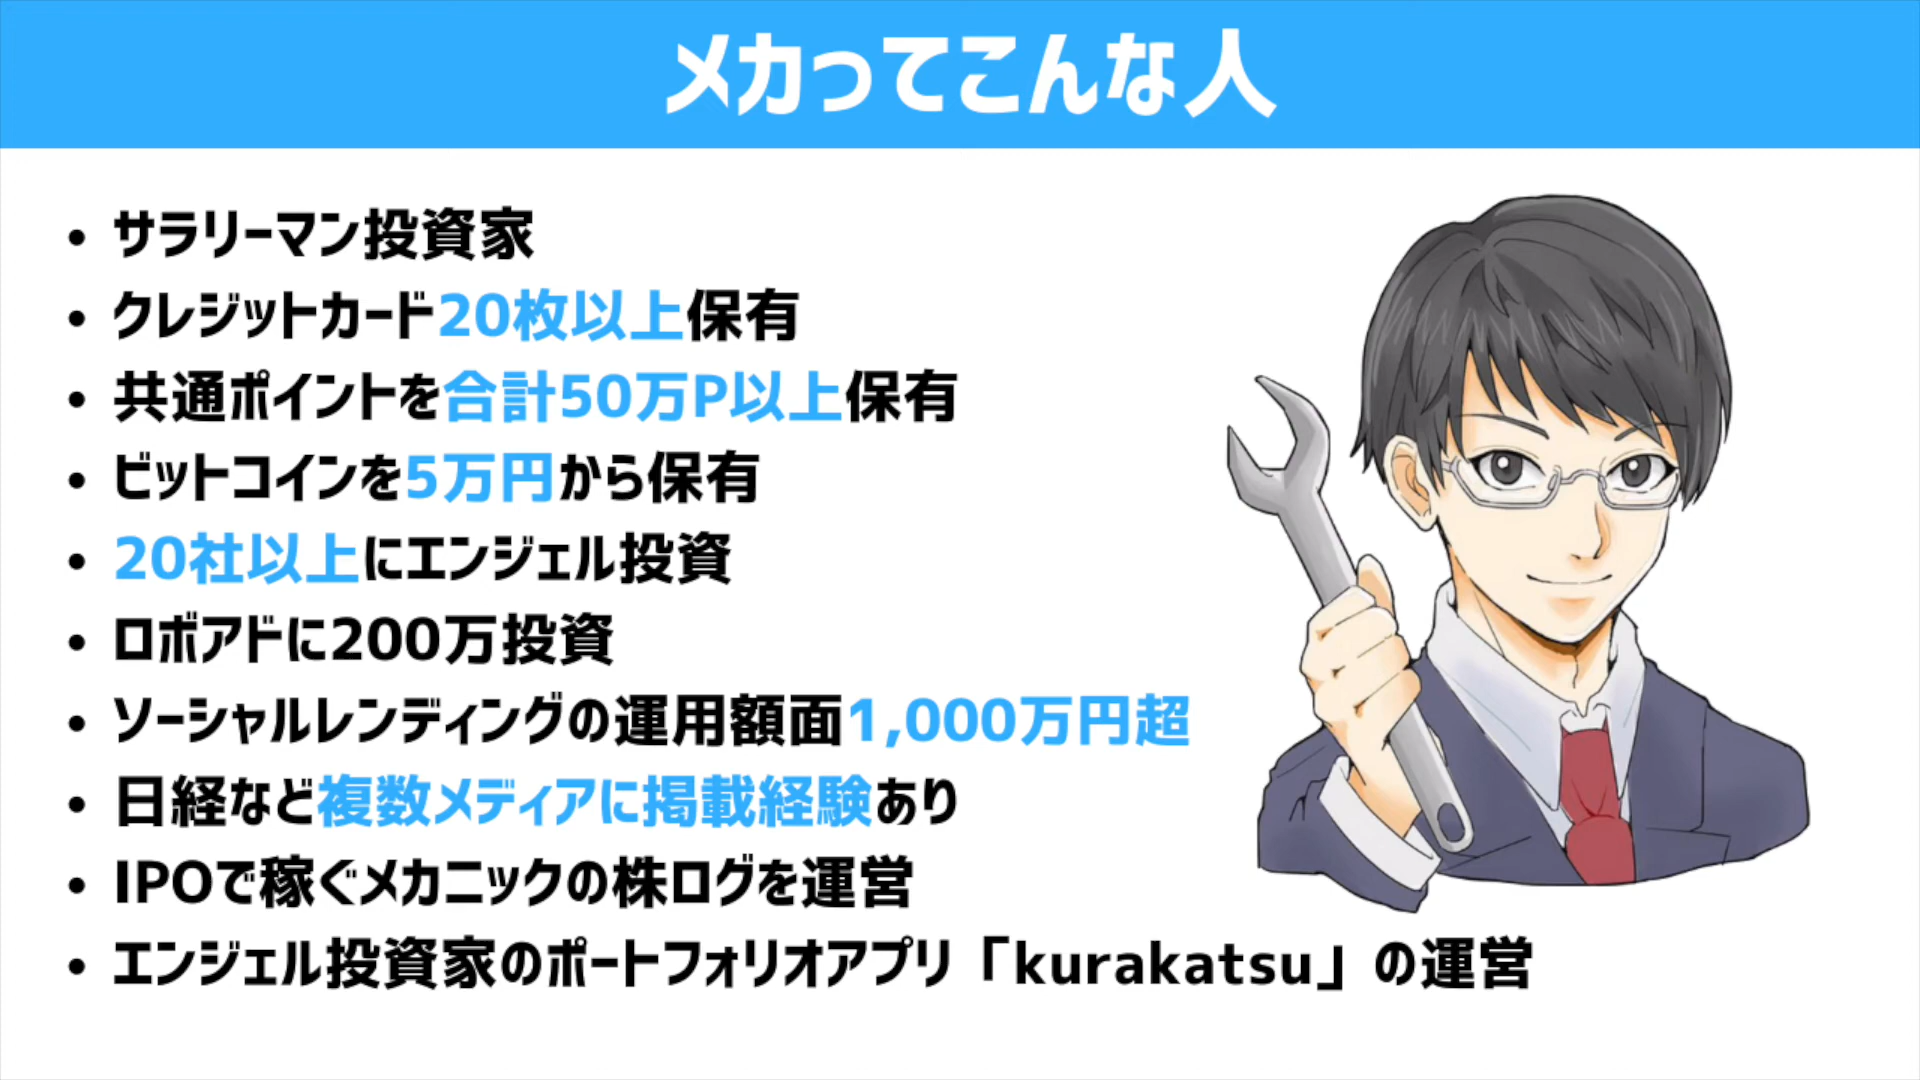 メカってこんな人
• サラリーマン投資家
• クレジットカード20枚以上保有
• 共通ポイントを合計50万P以上保有
• ビットコインを5万円から保有
• 20社以上にエンジェル投資
• ロボアドに200万投資
• ソーシャルレンディングの運用額面1,000万円超
• 日経など複数メディアに掲載経験あり
• IPOで稼ぐメカニックの株ログを運営
• エンジェル投資家のポートフォリオアプリ「kurakatsu」の運営